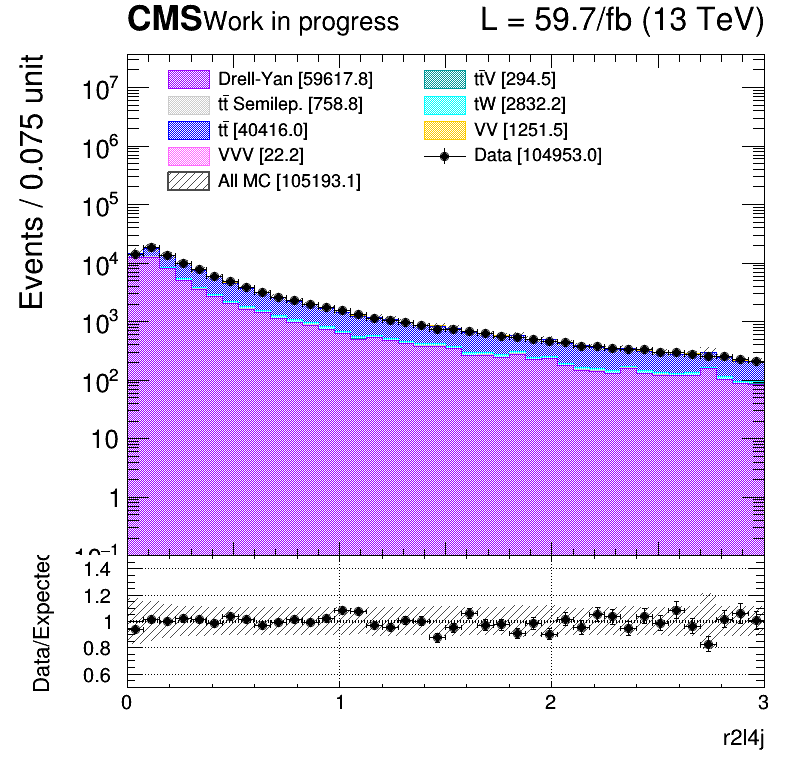 CMS Work in progress L = 59.7/fb (13 TeV)
Events / 0.075 unit
Drell-Yan [59617.8]
tt̄ Semilep. [758.8]
tt̄ [40416.0]
VVV [22.2]
All MC [105193.1]
tt̄V [294.5]
tW [2832.2]
VV [1251.5]
Data [104953.0]
10⁷
10⁶
10⁵
10⁴
10³
10²
10
1
10⁻¹
Data/Expected
1.4
1.2
1.0
0.8
0.6
0 1 2 3
r2l4j